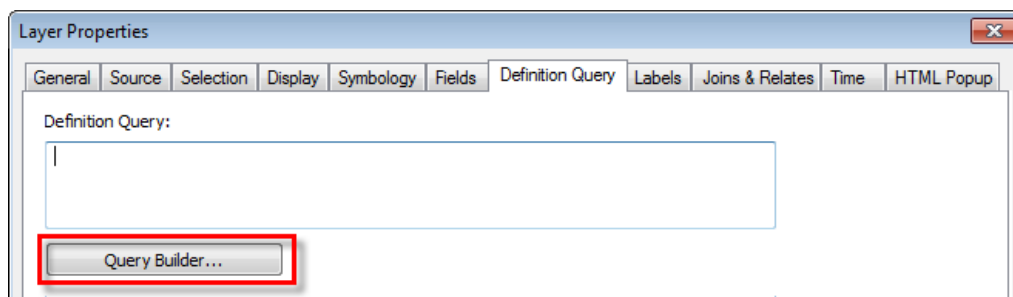 Layer Properties
General Source Selection Display Symbology Fields Definition Query Labels Joins & Relates Time HTML Popup
Definition Query:
Query Builder...